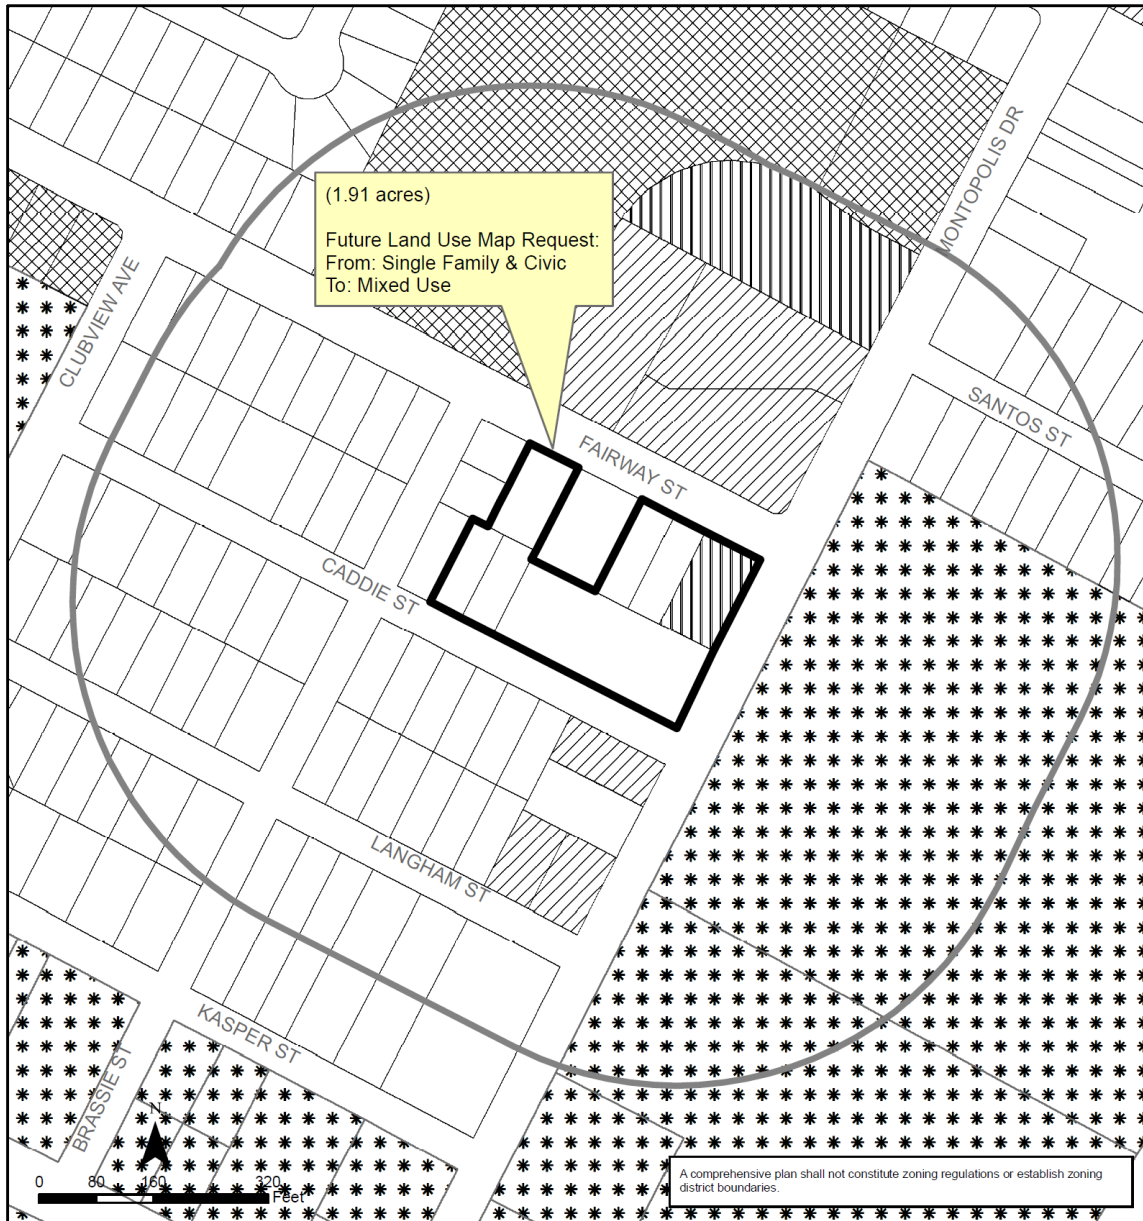 MONTOPOLIS DR
(1.91 acres)
Future Land Use Map Request:
From: Single Family & Civic
To: Mixed Use
CLUBVIEW AVE
SANTOS ST
FAIRWAY ST
CADDIE ST
LANGHAM ST
KASPER ST
BRASSIE ST
N
0 80 160 320
Feet
A comprehensive plan shall not constitute zoning regulations or establish zoning
district boundaries.